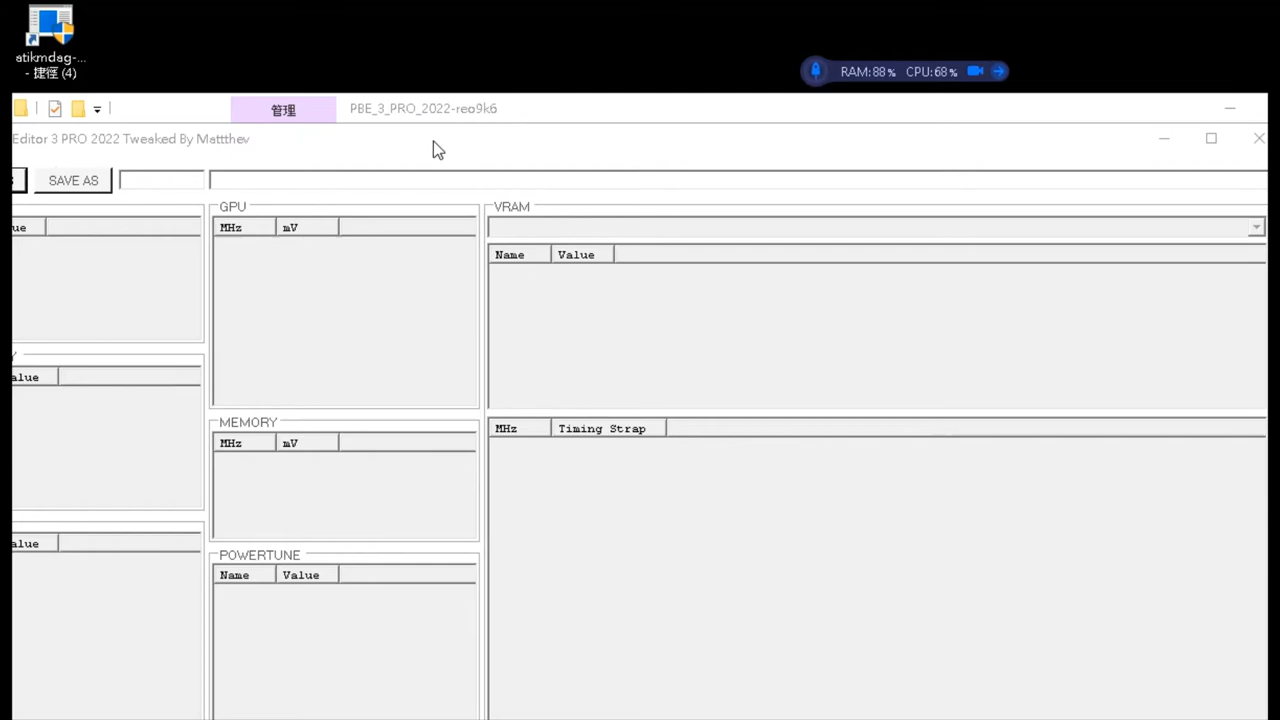 atikmdag-...
- 捷徑 (4)
RAM:88% CPU:68%
管理 PBE_3_PRO_2022-reo9k6
Editor 3 PRO 2022 Tweaked By Mattthev
SAVE AS
GPU
VRAM
ue
MHz mV
Name Value
alue
MEMORY
MHz Timing Strap
MHz mV
alue
POWERTUNE
Name Value